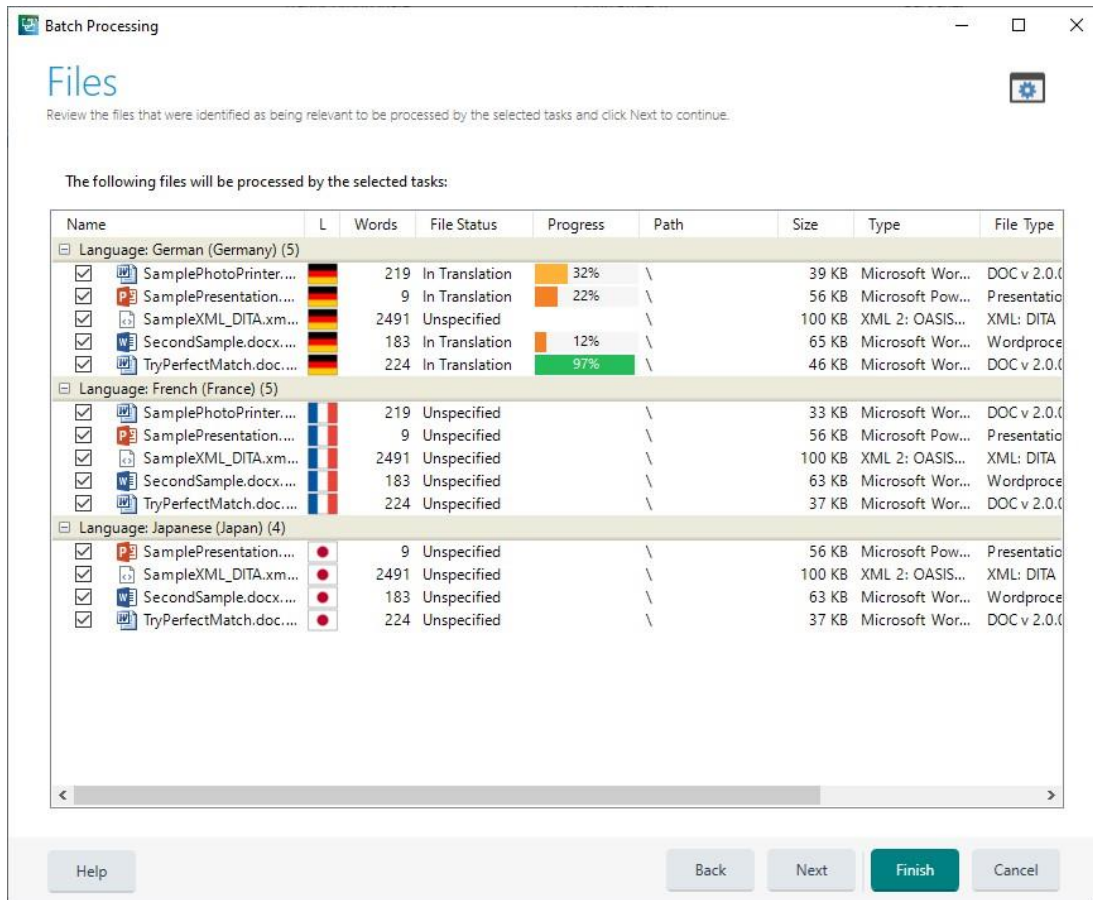 Batch Processing
Files
Review the files that were identified as being relevant to be processed by the selected tasks and click Next to continue.
The following files will be processed by the selected tasks:
Name L Words File Status Progress Path Size Type File Type
Language: German (Germany) (5)
SamplePhotoPrinter.... 219 In Translation 32% \ 39 KB Microsoft Wor... DOC v 2.0.0
SamplePresentation.... 9 In Translation 22% \ 56 KB Microsoft Pow... Presentatio
SampleXML_DITA.xm... 2491 Unspecified \ 100 KB XML 2: OASIS... XML: DITA
SecondSample.docx.... 183 In Translation 12% \ 65 KB Microsoft Wor... Wordproce
TryPerfectMatch.doc.... 224 In Translation 97% \ 46 KB Microsoft Wor... DOC v 2.0.0
Language: French (France) (5)
SamplePhotoPrinter.... 219 Unspecified \ 33 KB Microsoft Wor... DOC v 2.0.0
SamplePresentation.... 9 Unspecified \ 56 KB Microsoft Pow... Presentatio
SampleXML_DITA.xm... 2491 Unspecified \ 100 KB XML 2: OASIS... XML: DITA
SecondSample.docx.... 183 Unspecified \ 63 KB Microsoft Wor... Wordproce
TryPerfectMatch.doc.... 224 Unspecified \ 37 KB Microsoft Wor... DOC v 2.0.0
Language: Japanese (Japan) (4)
SamplePresentation.... 9 Unspecified \ 56 KB Microsoft Pow... Presentatio
SampleXML_DITA.xm... 2491 Unspecified \ 100 KB XML 2: OASIS... XML: DITA
SecondSample.docx.... 183 Unspecified \ 63 KB Microsoft Wor... Wordproce
TryPerfectMatch.doc.... 224 Unspecified \ 37 KB Microsoft Wor... DOC v 2.0.0
Help Back Next Finish Cancel